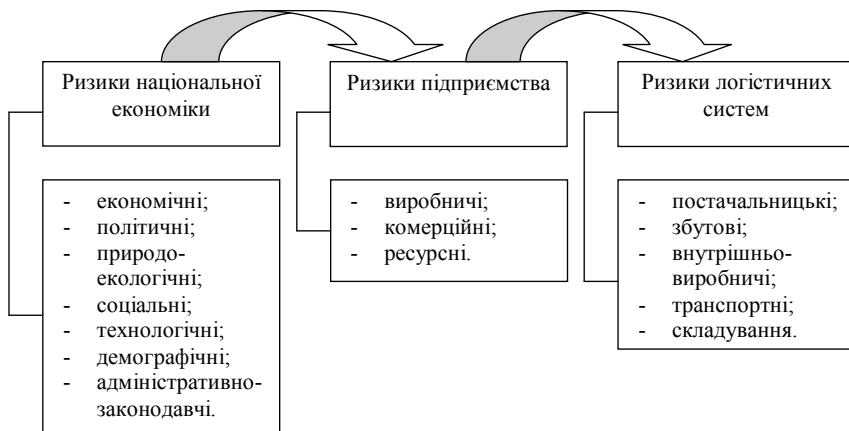 Ризики національної
економіки
Ризики підприємства
Ризики логістичних
систем
- економічні;
- політичні;
- природо-
екологічні;
- соціальні;
- технологічні;
- демографічні;
- адміністративно-
законодавчі.
- виробничі;
- комерційні;
- ресурсні.
- постачальницькі;
- збутові;
- внутрішньо-
виробничі;
- транспортні;
- складування.